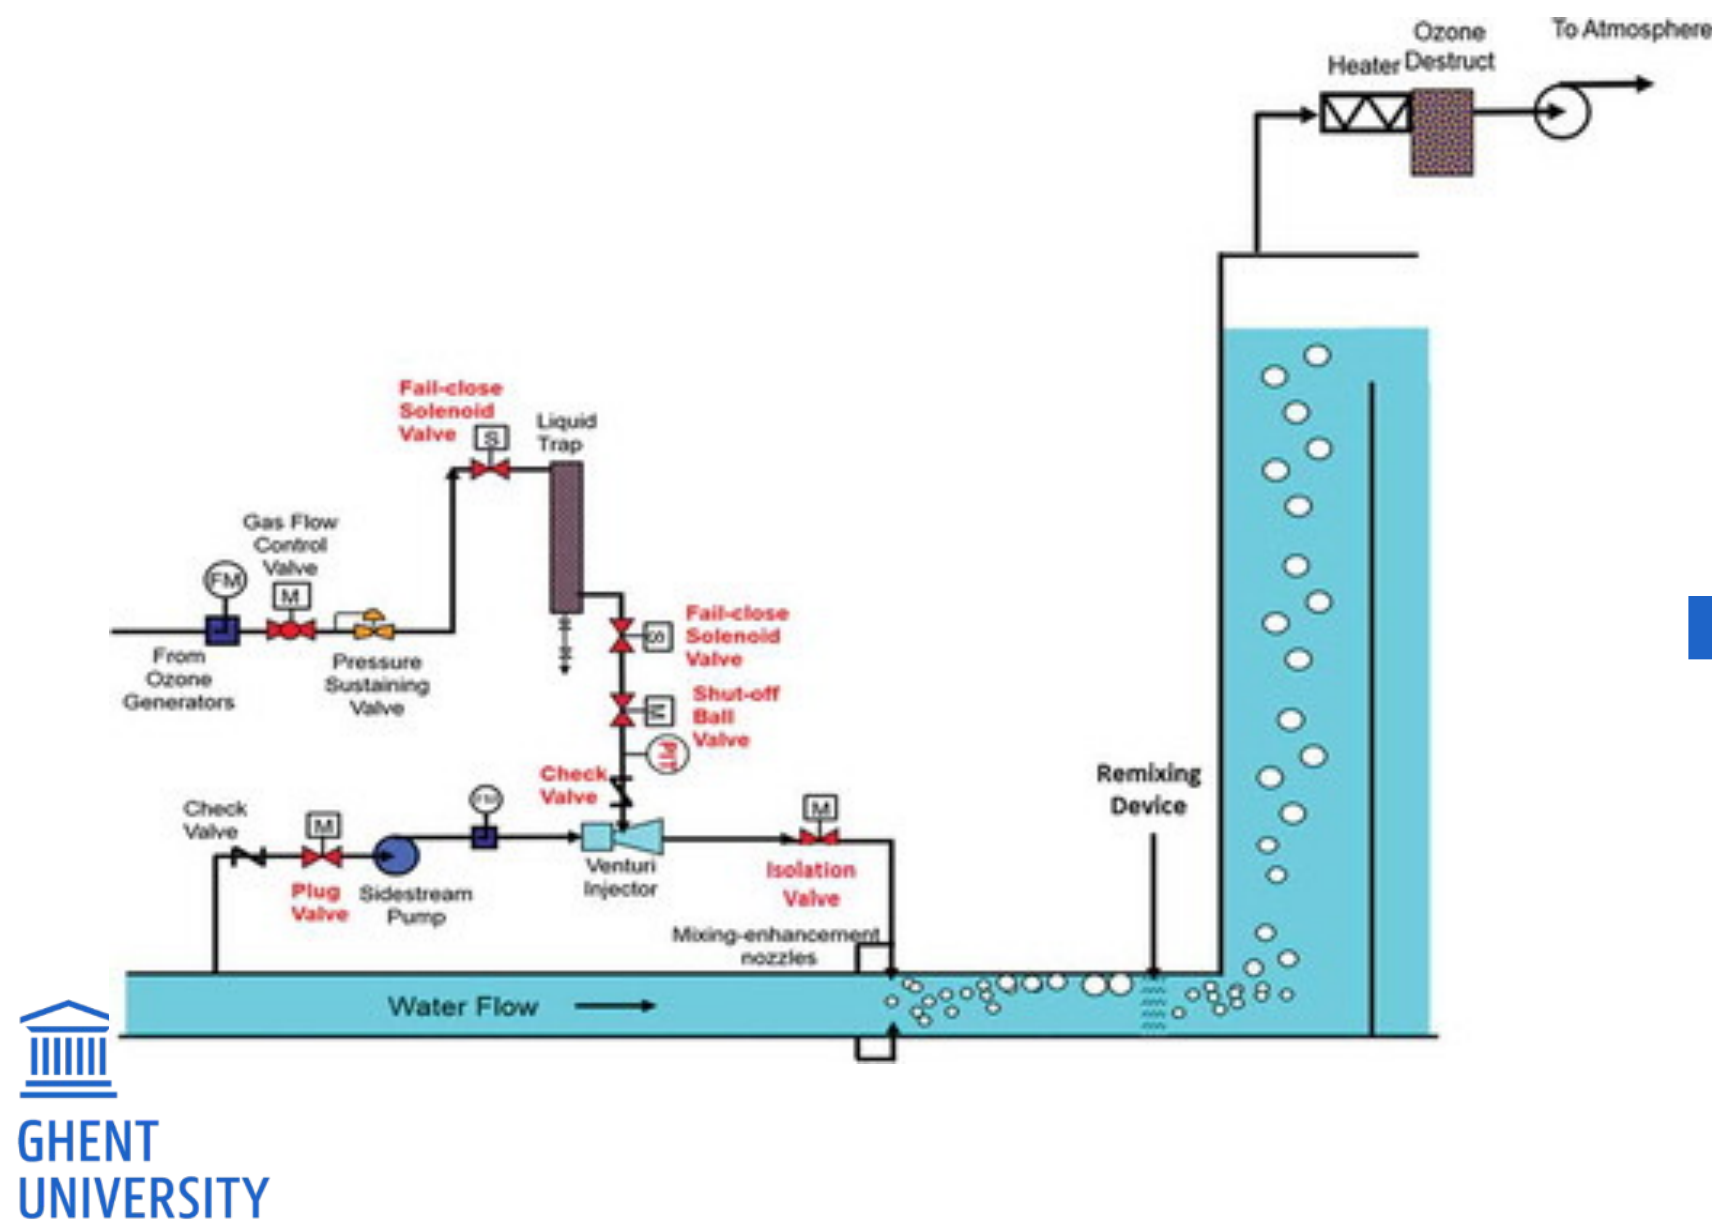 Ozone
Destruct
To Atmosphere
Heater
Fail-close
Solenoid
Valve
S
Liquid
Trap
Gas Flow
Control
Valve
FM
M
From
Ozone
Generators
Pressure
Sustaining
Valve
Fail-close
Solenoid
Valve
S
Shut-off
Ball
Valve
M
PIT
Check
Valve
Check
Valve
M
FM
M
Plug
Valve
Sidestream
Pump
Venturi
Injector
Isolation
Valve
Remixing
Device
Mixing-enhancement
nozzles
Water Flow
GHENT
UNIVERSITY